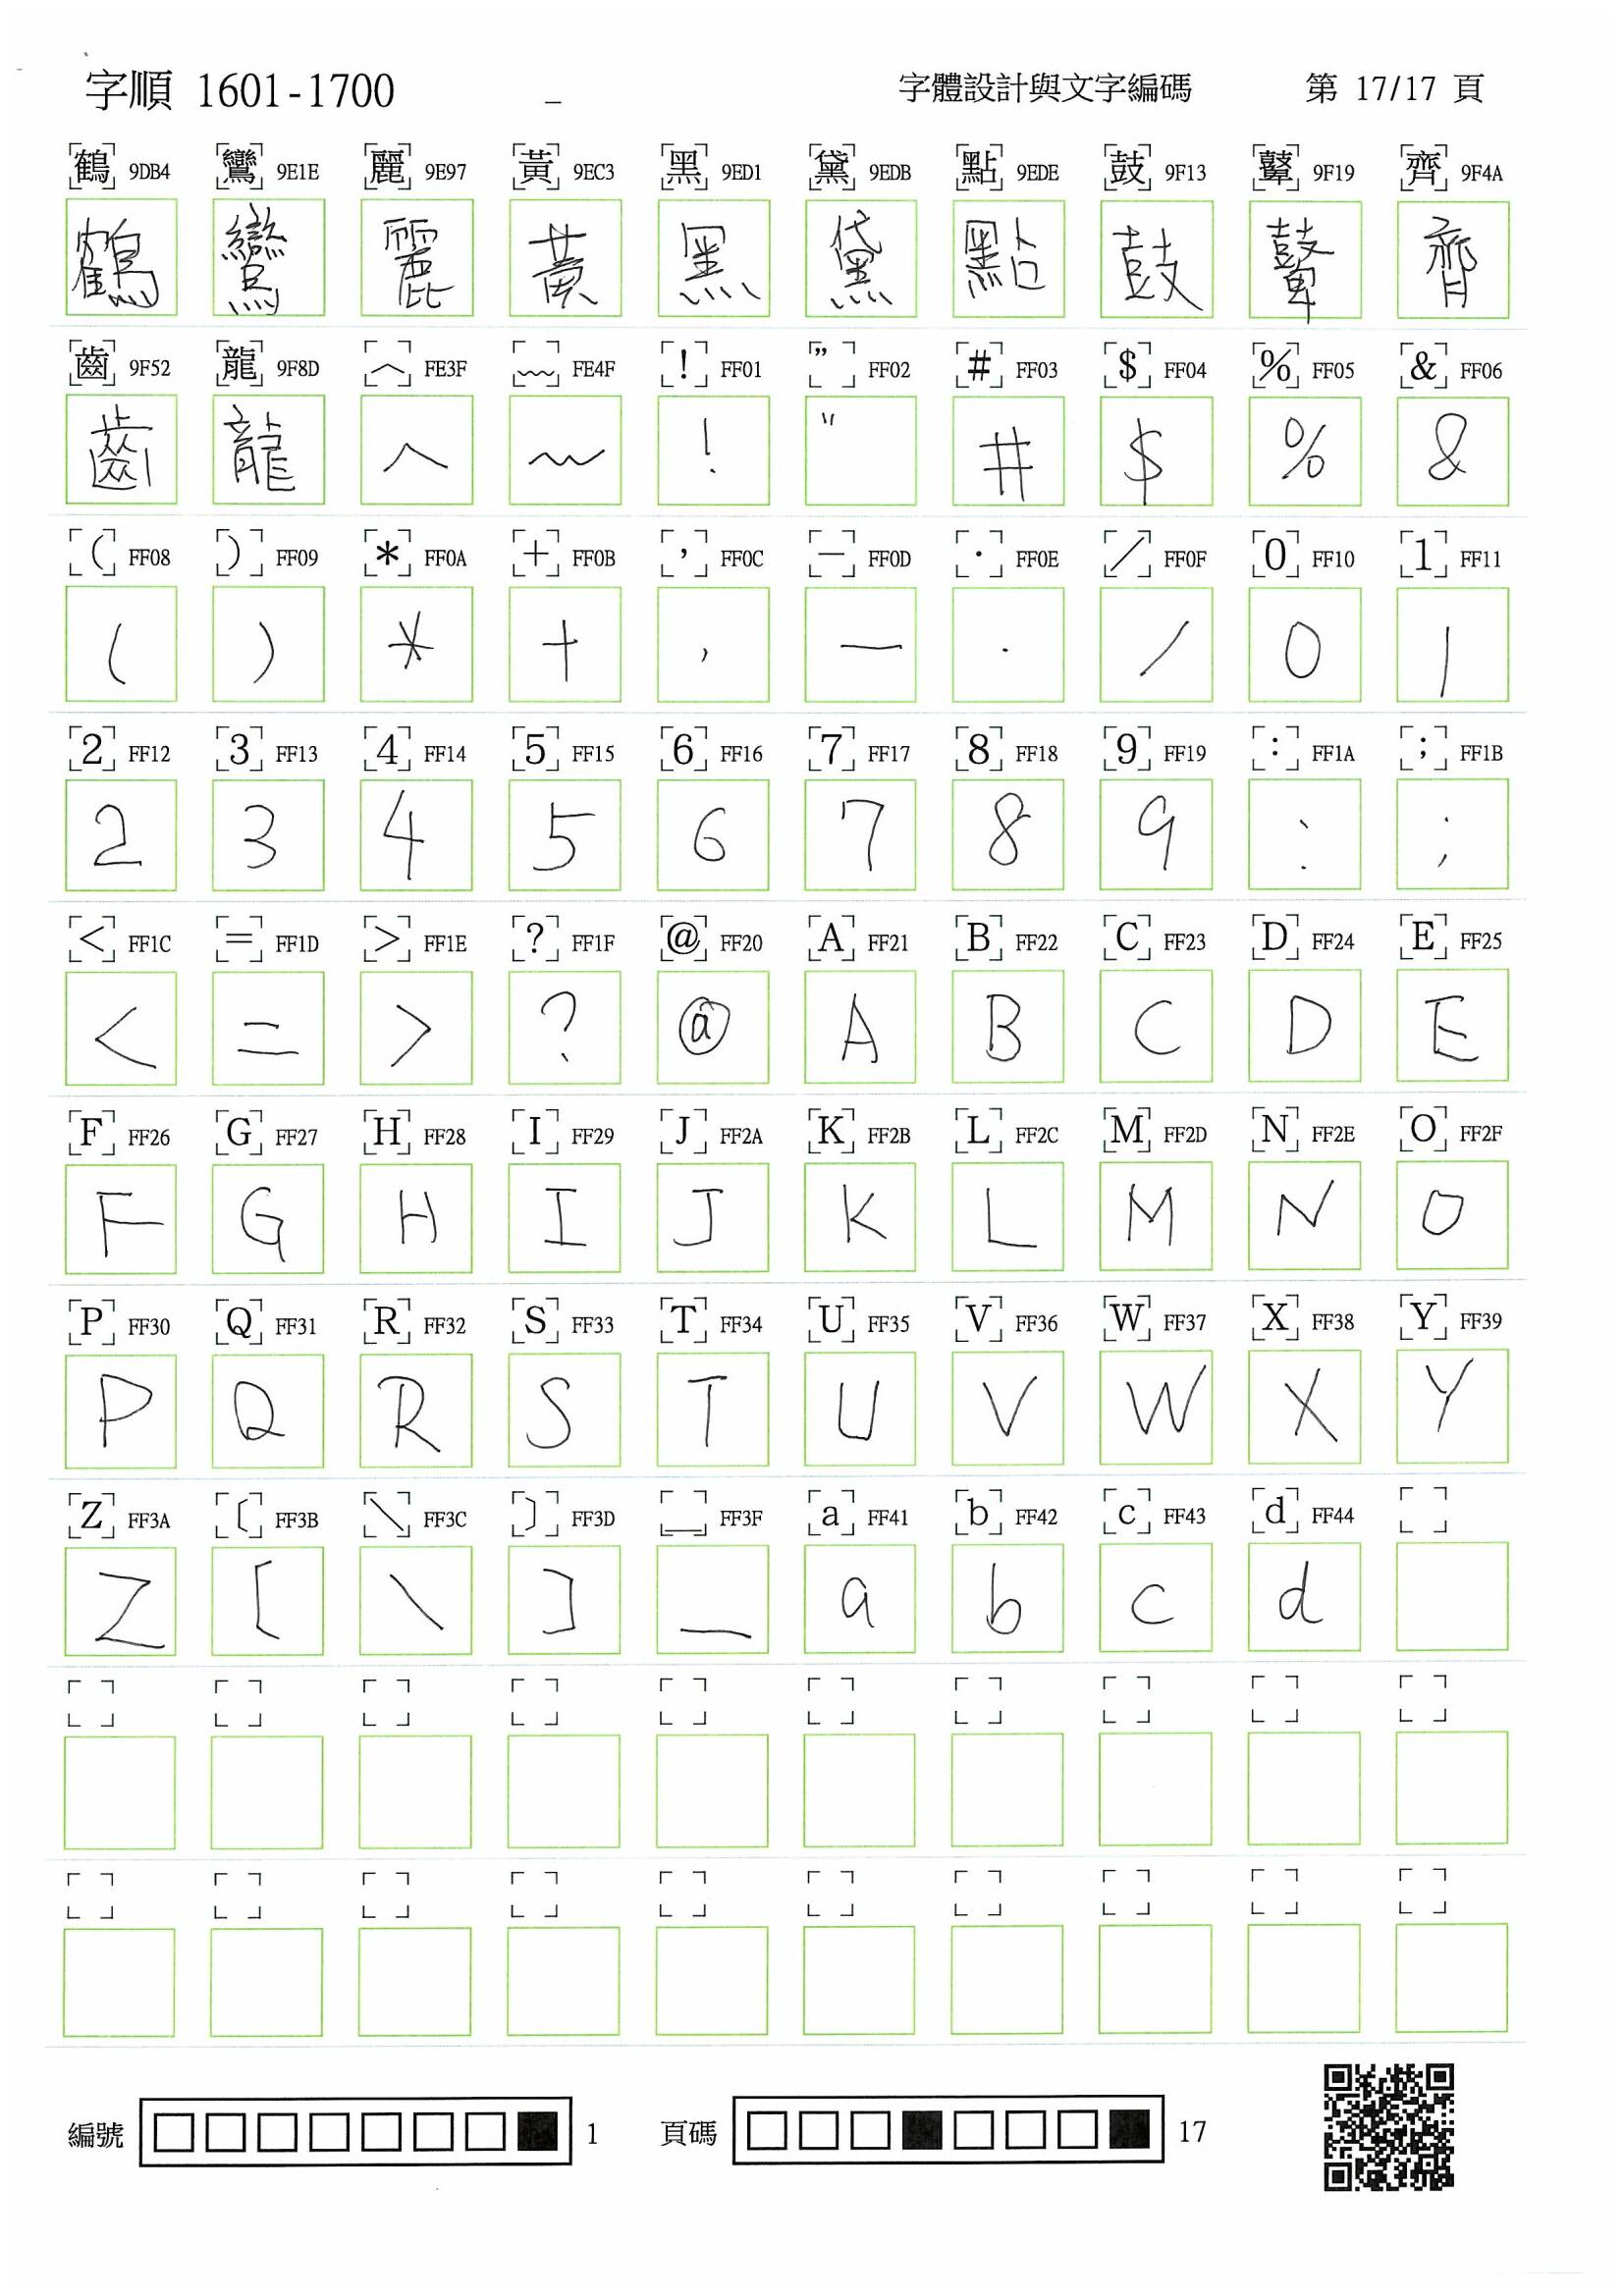 字順 1601-1700 _ 字體設計與文字編碼 第 17/17 頁
鶴 9DB4 鸞 9E1E 麗 9E97 黃 9EC3 黑 9ED1 黛 9EDB 點 9EDE 鼓 9F13 鼙 9F19 齊 9F4A
鶴 鸞 麗 黃 黑 黛 點 鼓 鼙 齊
齒 9F52 龍 9F8D ︿ FE3F ﹏ FE4F ! FF01 " FF02 # FF03 $ FF04 % FF05 & FF06
齒 龍 ︿ ﹏ ! " # $ % &
( FF08 ) FF09 * FF0A + FF0B , FF0C － FF0D . FF0E / FF0F 0 FF10 1 FF11
( ) * + , － . / 0 1
2 FF12 3 FF13 4 FF14 5 FF15 6 FF16 7 FF17 8 FF18 9 FF19 : FF1A ; FF1B
2 3 4 5 6 7 8 9 : ;
< FF1C = FF1D > FF1E ? FF1F @ FF20 A FF21 B FF22 C FF23 D FF24 E FF25
< = > ? @ A B C D E
F FF26 G FF27 H FF28 I FF29 J FF2A K FF2B L FF2C M FF2D N FF2E O FF2F
F G H I J K L M N O
P FF30 Q FF31 R FF32 S FF33 T FF34 U FF35 V FF36 W FF37 X FF38 Y FF39
P Q R S T U V W X Y
Z FF3A [ FF3B \ FF3C ] FF3D _ FF3F a FF41 b FF42 c FF43 d FF44
Z [ \ ] _ a b c d
編號 1 頁碼 17